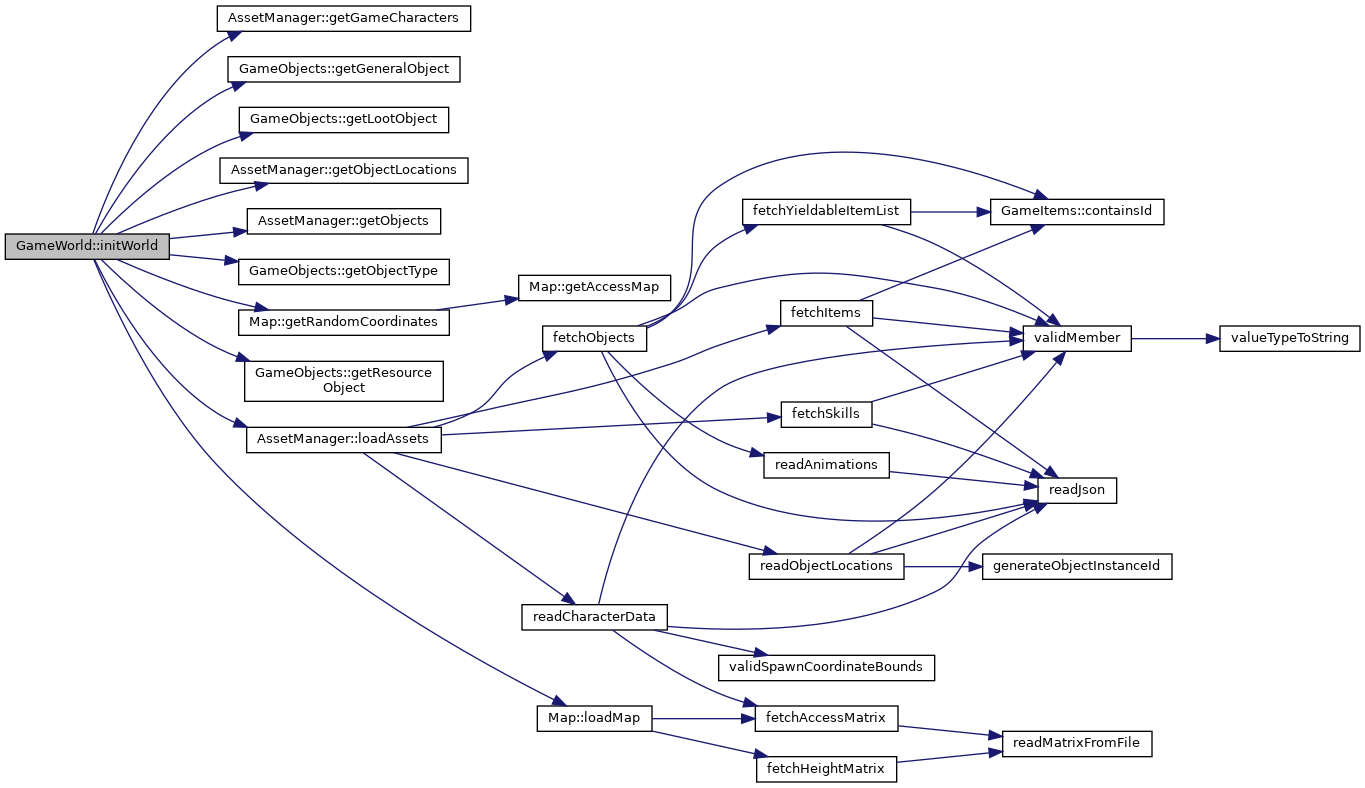 AssetManager::getGameCharacters
GameObjects::getGeneralObject
GameObjects::getLootObject
AssetManager::getObjectLocations
AssetManager::getObjects
GameWorld::initWorld
GameObjects::getObjectType
Map::getRandomCoordinates
GameObjects::getResource
Object
AssetManager::loadAssets
Map::getAccessMap
fetchObjects
readCharacterData
Map::loadMap
fetchYieldableItemList
fetchItems
fetchSkills
readAnimations
readObjectLocations
validSpawnCoordinateBounds
fetchAccessMatrix
fetchHeightMatrix
GameItems::containsId
validMember
readJson
generateObjectInstanceId
readMatrixFromFile
valueTypeToString